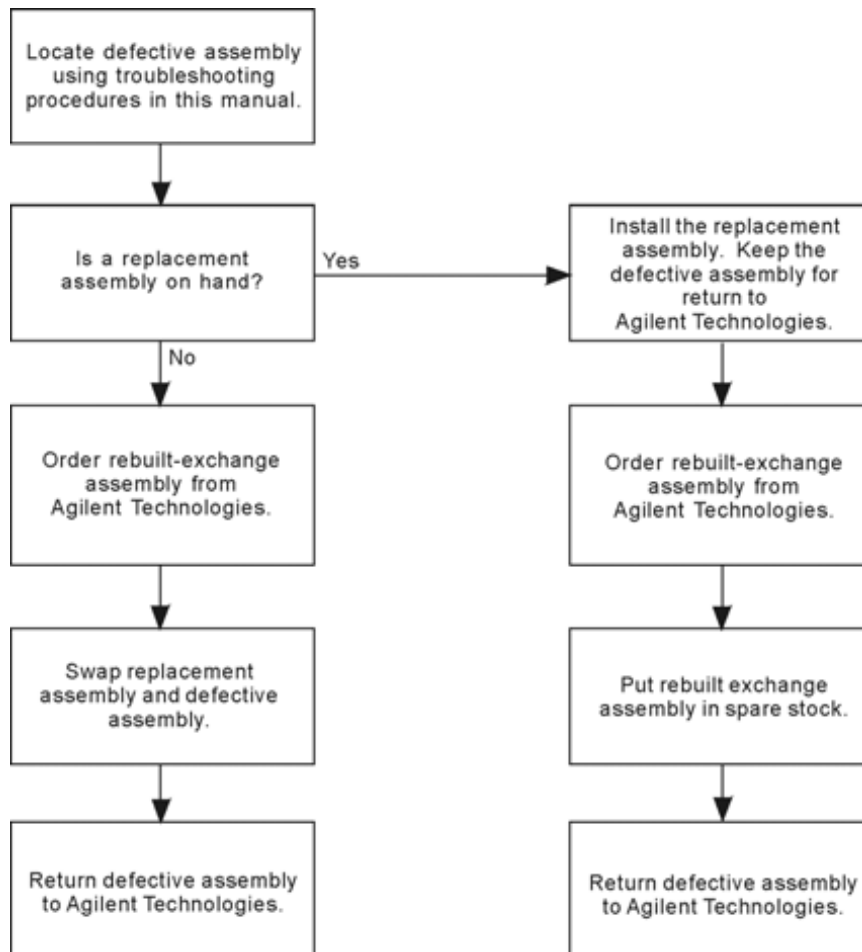 Locate defective assembly
using troubleshooting
procedures in this manual.
Is a replacement
assembly on hand?
Yes
No
Order rebuilt-exchange
assembly from
Agilent Technologies.
Swap replacement
assembly and defective
assembly.
Return defective assembly
to Agilent Technologies.
Install the replacement
assembly. Keep the
defective assembly for
return to
Agilent Technologies.
Order rebuilt-exchange
assembly from
Agilent Technologies.
Put rebuilt exchange
assembly in spare stock.
Return defective assembly
to Agilent Technologies.